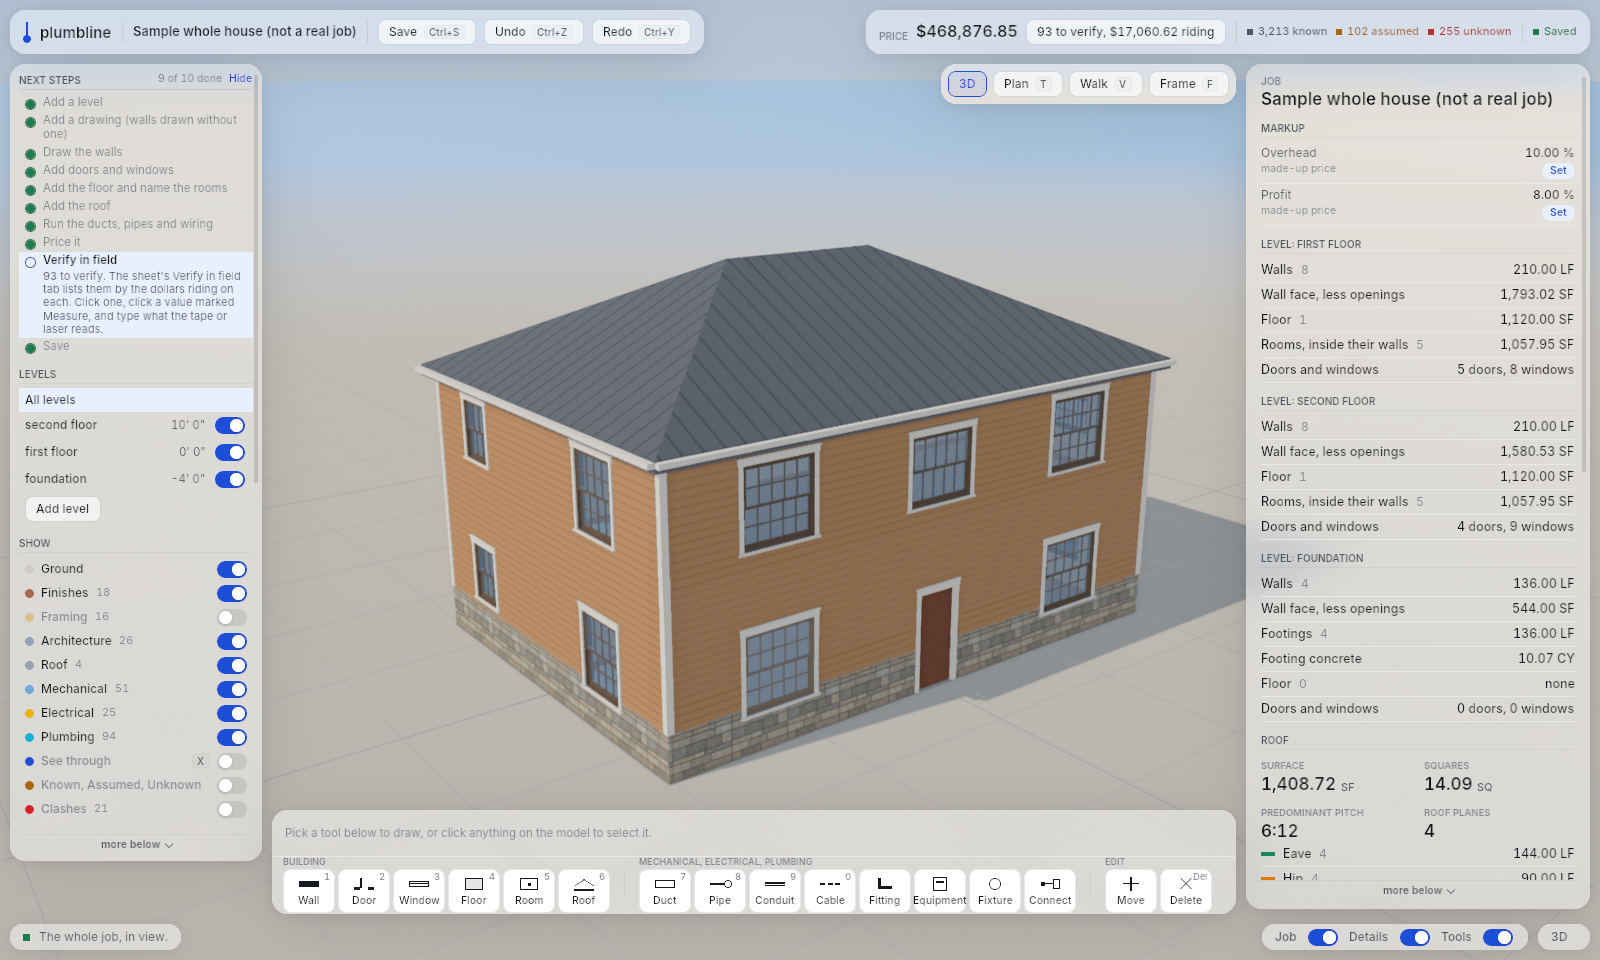 plumbline
Sample whole house (not a real job)
Save Ctrl+S
Undo Ctrl+Z
Redo Ctrl+Y
PRICE $468,876.85
93 to verify, $17,060.62 riding
3,213 known
102 assumed
255 unknown
Saved
NEXT STEPS 9 of 10 done Hide
Add a level
Add a drawing (walls drawn without
one)
Draw the walls
Add doors and windows
Add the floor and name the rooms
Add the roof
Run the ducts, pipes and wiring
Price it
Verify in field
93 to verify. The sheet's Verify in field
tab lists them by the dollars riding on
each. Click one, click a value marked
Measure, and type what the tape or
laser reads.
Save
LEVELS
All levels
second floor 10' 0"
first floor 0' 0"
foundation -4' 0"
Add level
SHOW
Ground
Finishes 18
Framing 16
Architecture 26
Roof 4
Mechanical 51
Electrical 25
Plumbing 94
See through X
Known, Assumed, Unknown
Clashes 21
more below
3D
Plan T
Walk V
Frame F
JOB
Sample whole house (not a real job)
MARKUP
Overhead 10.00 %
made-up price Set
Profit 8.00 %
made-up price Set
LEVEL: FIRST FLOOR
Walls 8 210.00 LF
Wall face, less openings 1,793.02 SF
Floor 1 1,120.00 SF
Rooms, inside their walls 5 1,057.95 SF
Doors and windows 5 doors, 8 windows
LEVEL: SECOND FLOOR
Walls 8 210.00 LF
Wall face, less openings 1,580.53 SF
Floor 1 1,120.00 SF
Rooms, inside their walls 5 1,057.95 SF
Doors and windows 4 doors, 9 windows
LEVEL: FOUNDATION
Walls 4 136.00 LF
Wall face, less openings 544.00 SF
Footings 4 136.00 LF
Footing concrete 10.07 CY
Floor 0 none
Doors and windows 0 doors, 0 windows
ROOF
SURFACE SQUARES
1,408.72 SF 14.09 SQ
PREDOMINANT PITCH ROOF PLANES
6:12 4
Eave 4 144.00 LF
Hip 4 90.00 LF
more below
Pick a tool below to draw, or click anything on the model to select it.
BUILDING
Wall 1
Door 2
Window 3
Floor 4
Room 5
Roof 6
MECHANICAL, ELECTRICAL, PLUMBING
Duct 7
Pipe 8
Conduit 9
Cable 0
Fitting
Equipment
Fixture
Connect
EDIT
Move
Delete Del
The whole job, in view.
Job
Details
Tools
3D